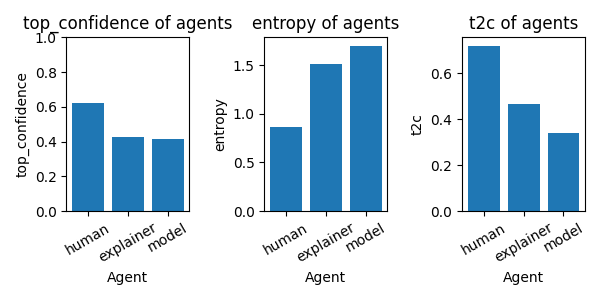 top_confidence of agents
top_confidence
1.0
0.8
0.6
0.4
0.2
0.0
human
explainer
model
Agent
entropy of agents
entropy
1.5
1.0
0.5
0.0
human
explainer
model
Agent
t2c of agents
t2c
0.6
0.4
0.2
0.0
human
explainer
model
Agent